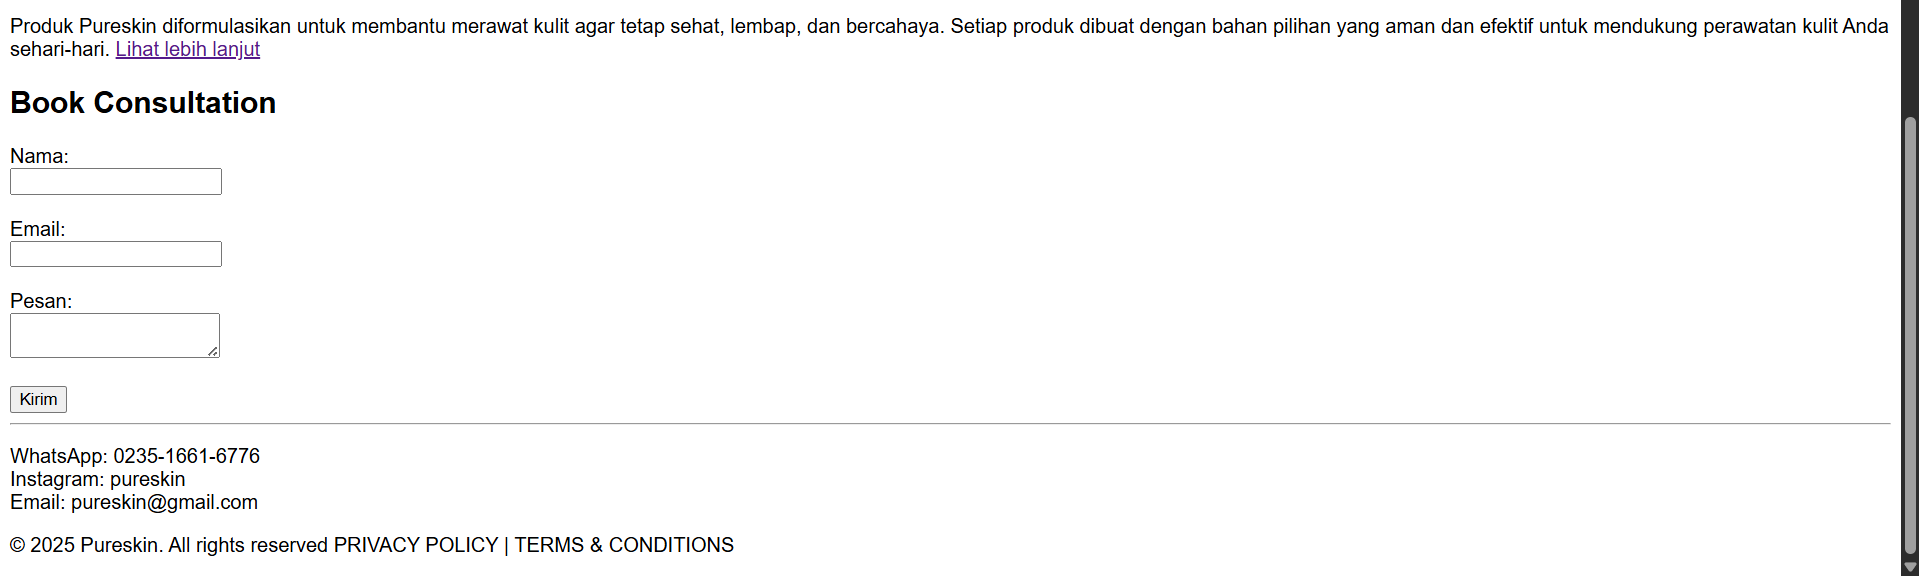 Produk Pureskin diformulasikan untuk membantu merawat kulit agar tetap sehat, lembap, dan bercahaya. Setiap produk dibuat dengan bahan pilihan yang aman dan efektif untuk mendukung perawatan kulit Anda
sehari-hari. Lihat lebih lanjut
Book Consultation
Nama:
Email:
Pesan:
Kirim
WhatsApp: 0235-1661-6776
Instagram: pureskin
Email: pureskin@gmail.com
© 2025 Pureskin. All rights reserved PRIVACY POLICY | TERMS & CONDITIONS